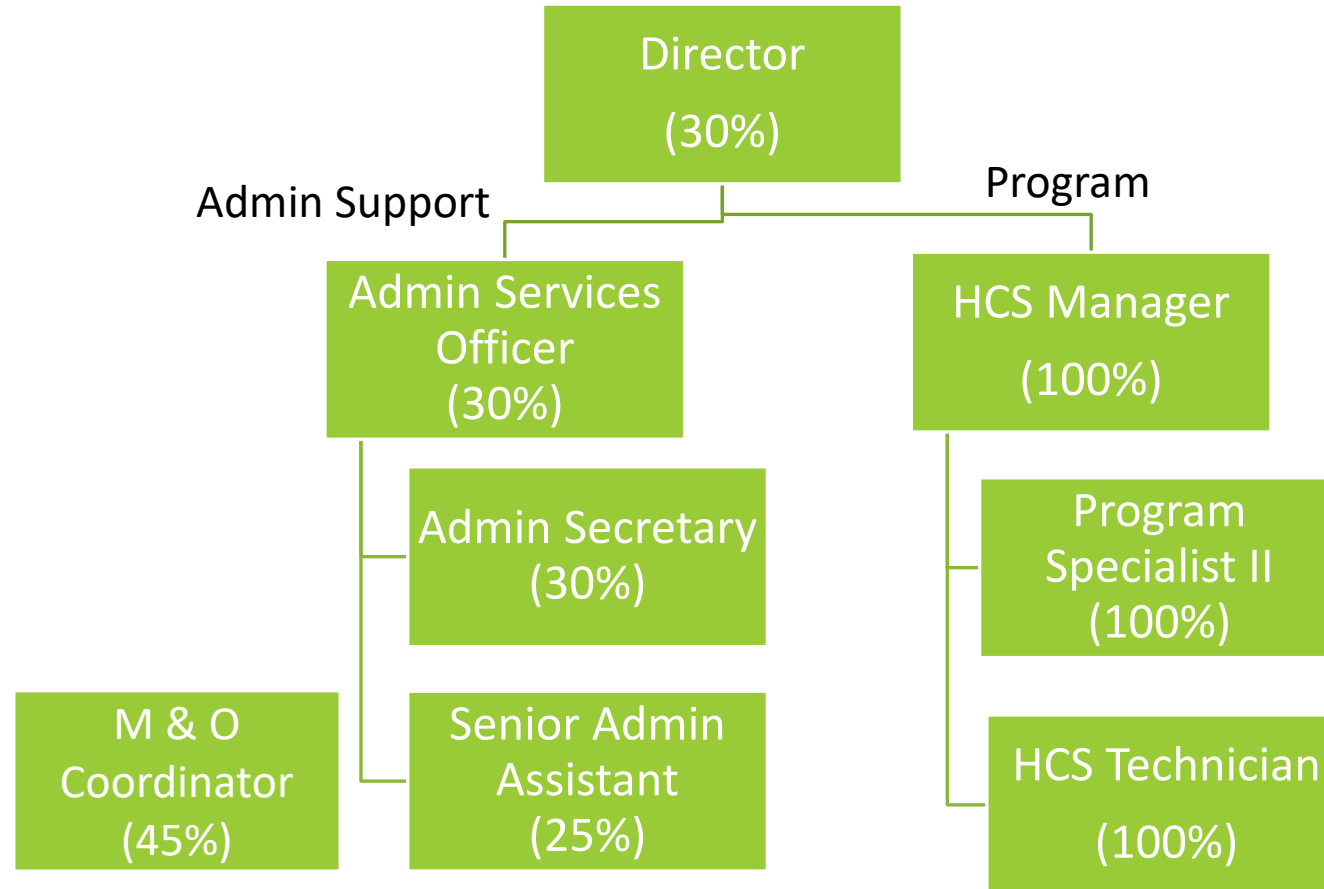 Director
(30%)
Admin Support
Program
Admin Services
Officer
(30%)
HCS Manager
(100%)
Admin Secretary
(30%)
Program
Specialist II
(100%)
M & O
Coordinator
(45%)
Senior Admin
Assistant
(25%)
HCS Technician
(100%)